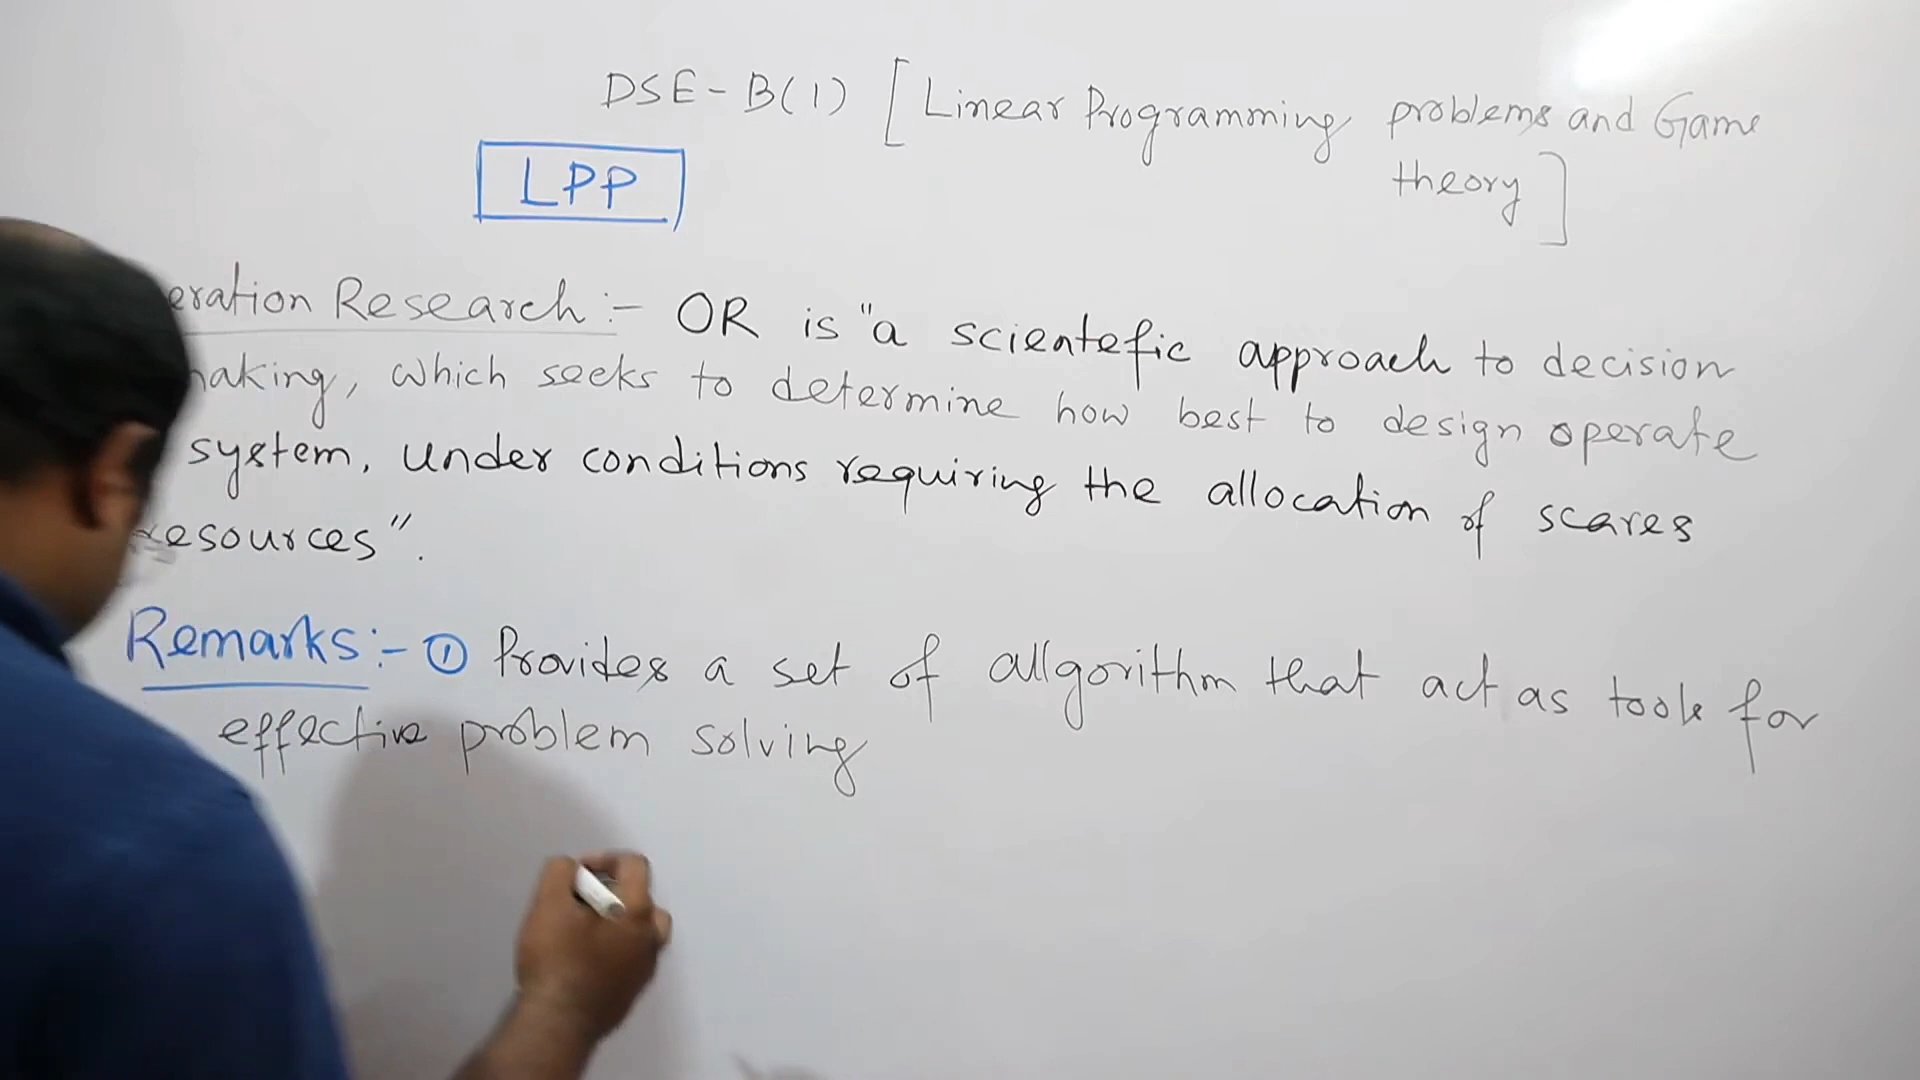 DSE-B(1) [Linear Programming problems and Game
theory]
LPP
eration Research:- OR is "a scientefic approach to decision
making, which seeks to determine how best to design operate
system, under conditions requiring the allocation of scares
resources".
Remarks:- ① Provides a set of allgorithm that act as tools for
effective problem solving